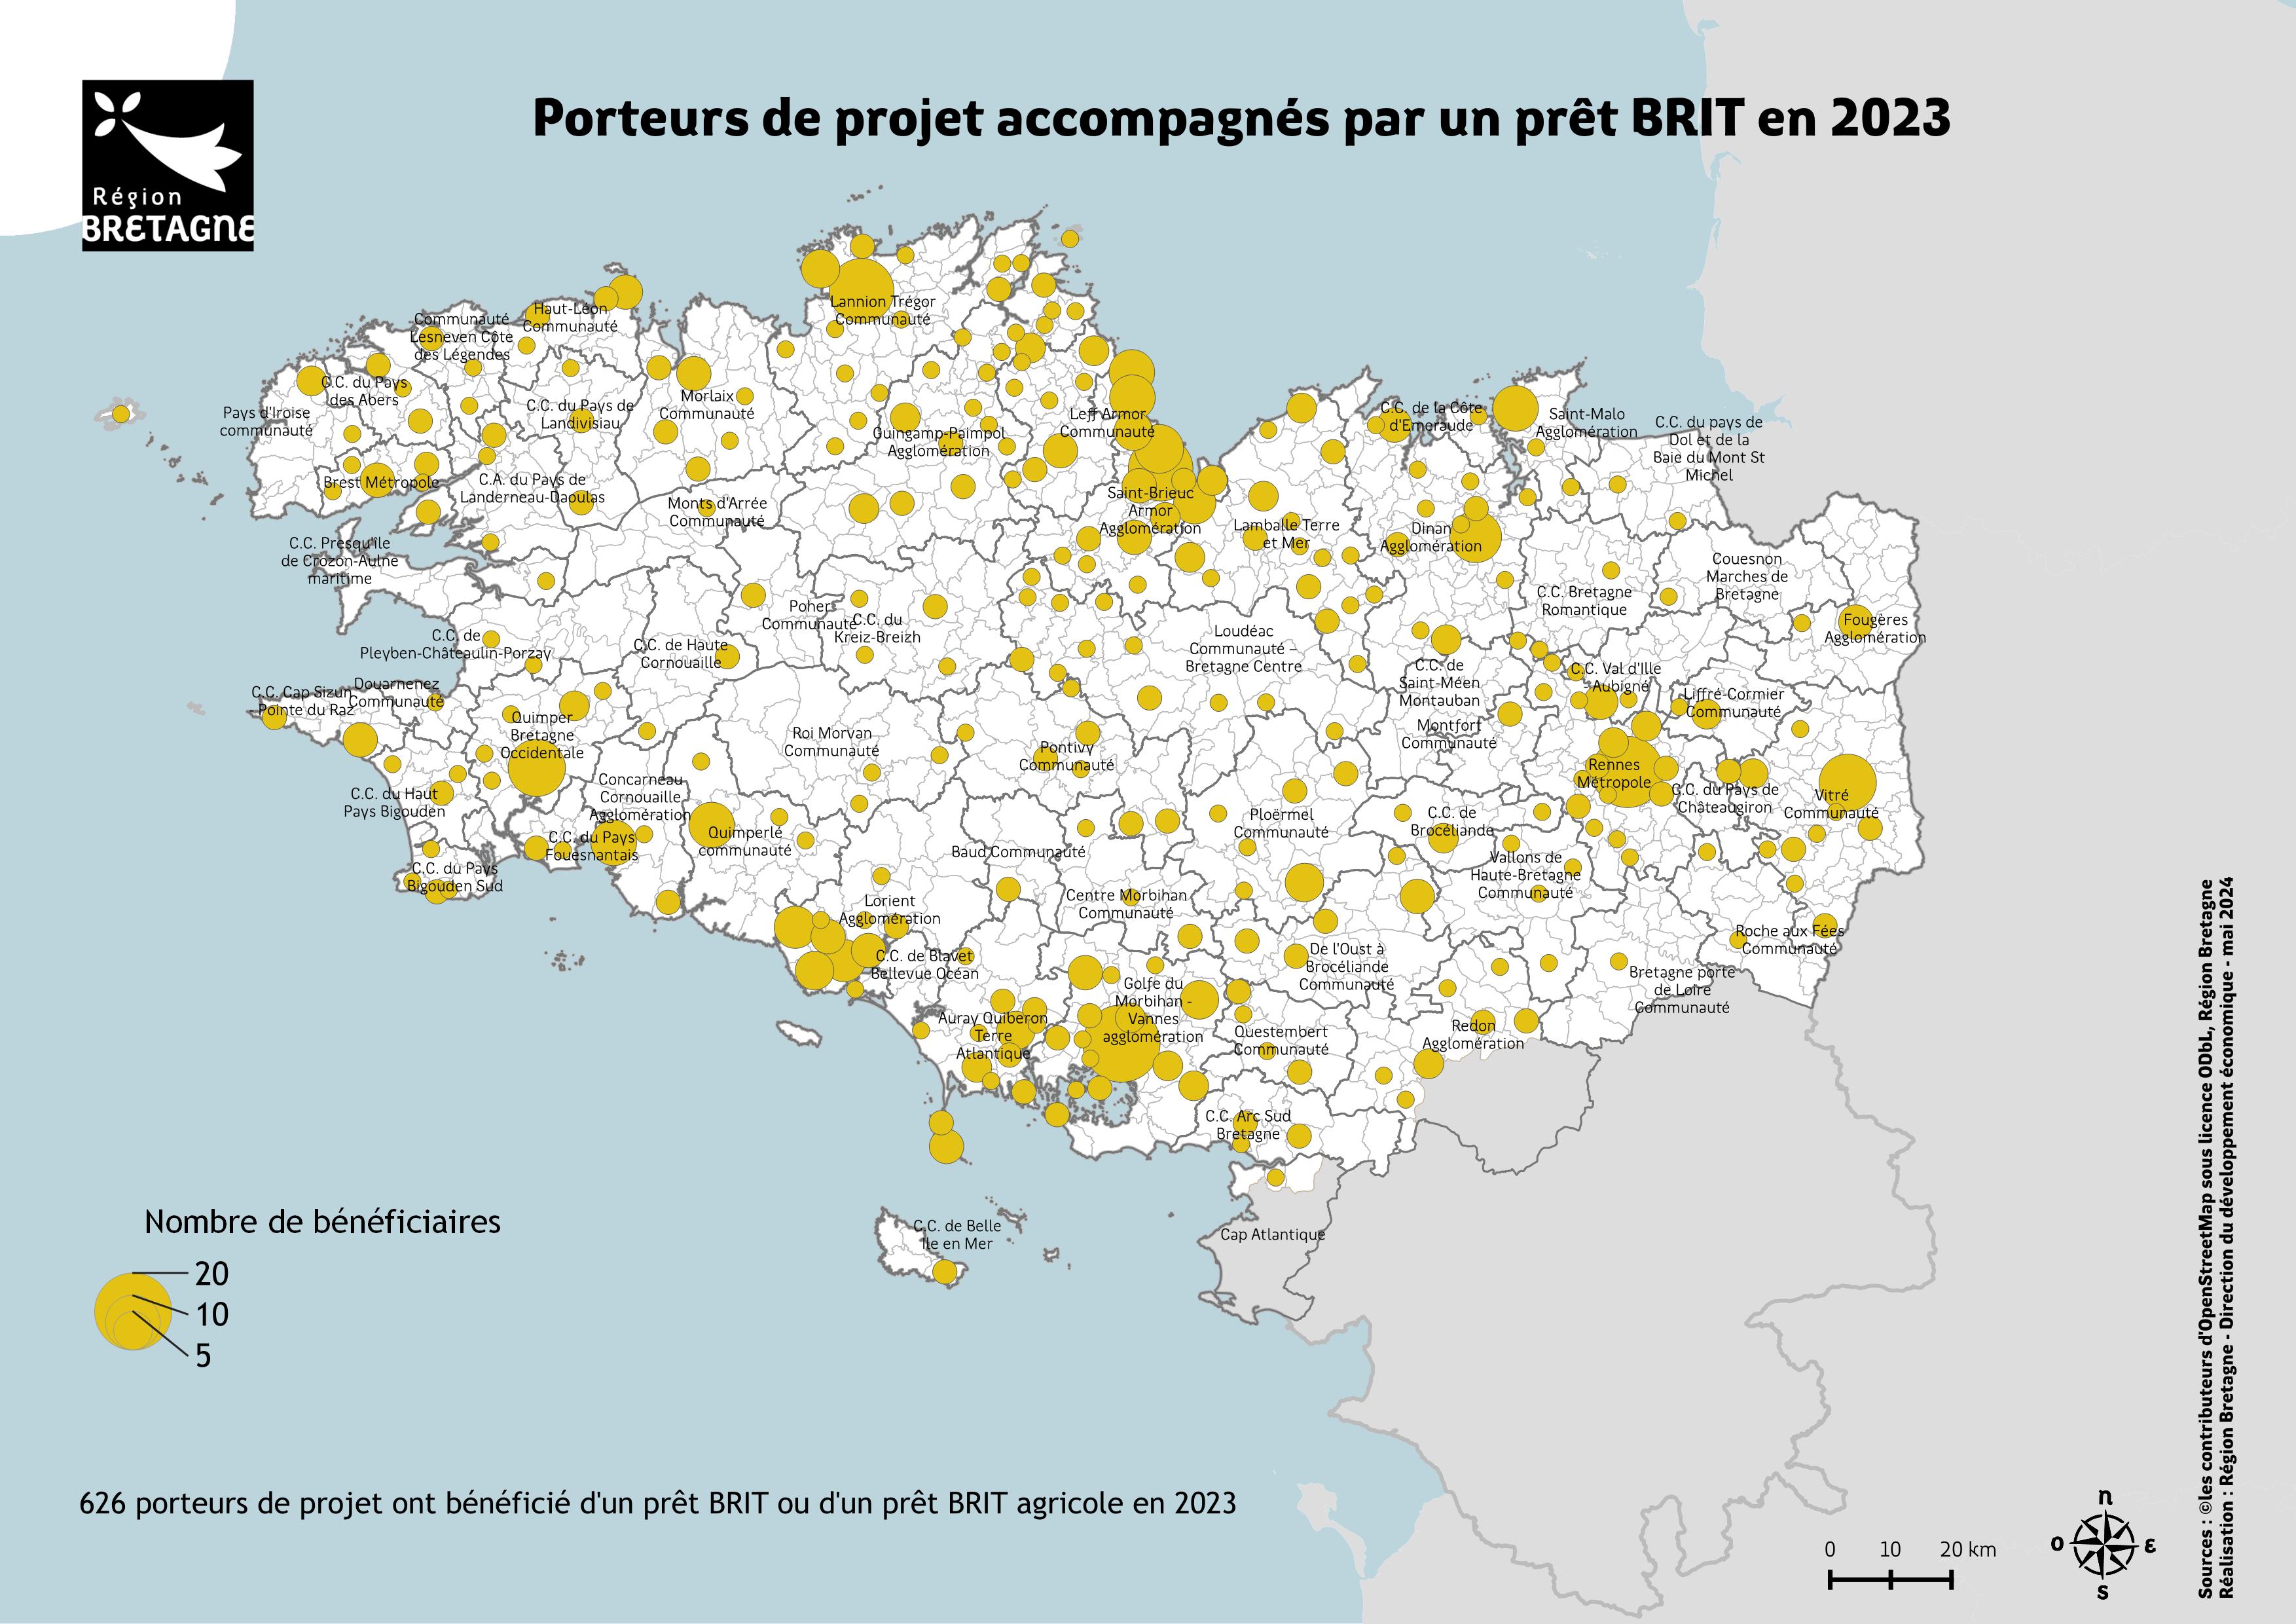 Porteurs de projet accompagnés par un prêt BRIT en 2023
Région
BRETAGNE
Lannion Trégor
Communauté
Haut-Léon
Communauté
Communauté
Lesneven Côte
des Légendes
C.C. du Pays
des Abers
Pays d'Iroise
communauté
C.C. du Pays de
Landivisiau
Morlaix
Communauté
Guingamp-Paimpol
Agglomération
Leff Armor
Communauté
C.C. de la Côte
d'Emeraude
Saint-Malo
Agglomération
C.C. du pays de
Dol et de la
Baie du Mont St
Michel
Brest Métropole
C.A. du Pays de
Landerneau-Daoulas
Monts d'Arrée
Communauté
Saint-Brieuc
Armor
Agglomération
Lamballe Terre
et Mer
Dinan
Agglomération
C.C. Presqu'île
de Crozon-Aulne
maritime
Couesnon
Marches de
Bretagne
C.C. Bretagne
Romantique
Poher
Communauté
C.C. du
Kreiz-Breizh
Fougères
Agglomération
C.C. de
Pleyben-Châteaulin-Porzay
C.C. de Haute
Cornouaille
Loudéac
Communauté –
Bretagne Centre
C.C. de
Saint-Méen
Montauban
C.C. Val d'Ille
-Aubigné
Liffré-Cormier
Communauté
C.C. Cap Sizun
- Pointe du Raz
Douarnenez
Communauté
Quimper
Bretagne
Occidentale
Roi Morvan
Communauté
Pontivy
Communauté
Montfort
Communauté
Rennes
Métropole
C.C. du Pays de
Châteaugiron
Vitré
Communauté
C.C. du Haut
Pays Bigouden
Concarneau
Cornouaille
Agglomération
C.C. du Pays
Fouesnantais
Quimperlé
communauté
Baud Communauté
Ploërmel
Communauté
C.C. de
Brocéliande
Vallons de
Haute-Bretagne
Communauté
C.C. du Pays
Bigouden Sud
Lorient
Agglomération
Centre Morbihan
Communauté
Roche aux Fées
Communauté
C.C. de Blavet
Bellevue Océan
De l'Oust à
Brocéliande
Communauté
Bretagne porte
de Loire
Communauté
Golfe du
Morbihan -
Vannes
agglomération
Auray Quiberon
Terre
Atlantique
Questembert
Communauté
Redon
Agglomération
C.C. Arc Sud
Bretagne
C.C. de Belle
Ile en Mer
Cap Atlantique
Nombre de bénéficiaires
20
10
5
626 porteurs de projet ont bénéficié d'un prêt BRIT ou d'un prêt BRIT agricole en 2023
0 10 20 km
n
o
ε
s
Sources : ©les contributeurs d'OpenStreetMap sous licence ODbL, Région Bretagne
Réalisation : Région Bretagne - Direction du développement économique - mai 2024